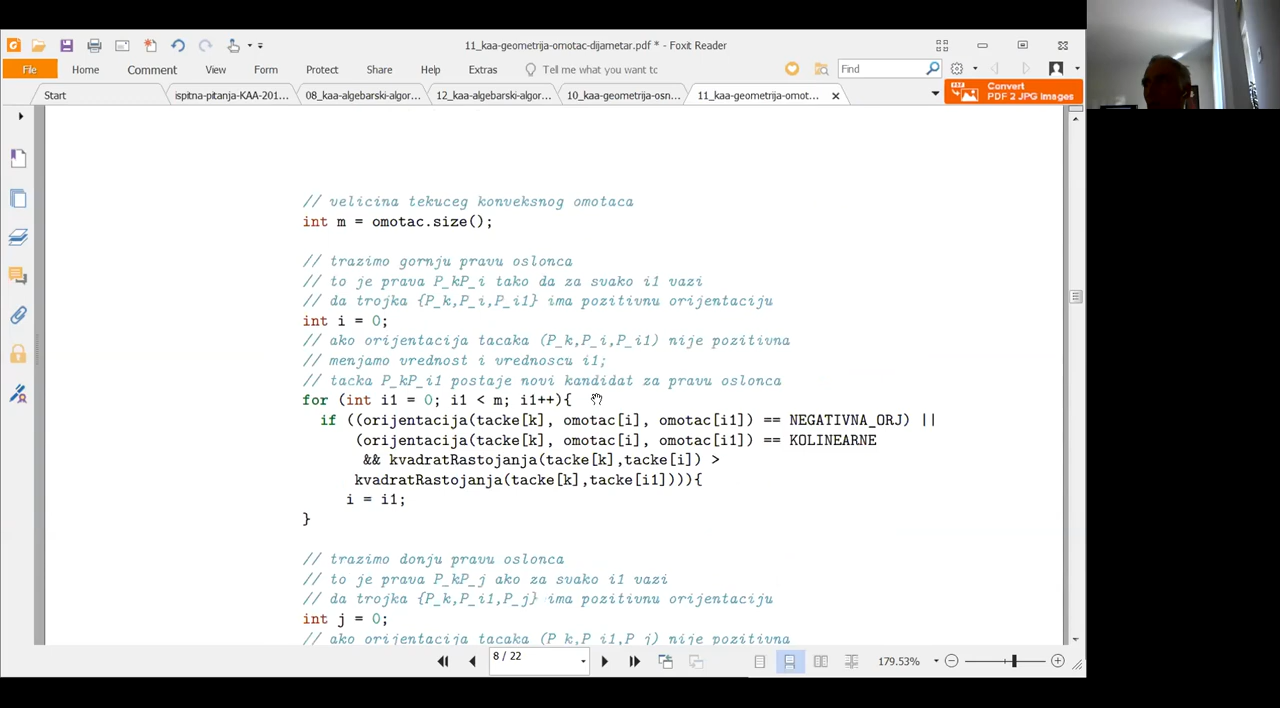 11_kaa-geometrija-omotac-dijametar.pdf * - Foxit Reader
File Home Comment View Form Protect Share Help Extras Tell me what you want tc Find
Start ispitna-pitanja-KAA-201... kaa-algebarski-algor... 12_kaa-algebarski-algor... 10_kaa-geometrija-osn... 11_kaa-geometrija-omot...
Convert
PDF 2 JPG Images
// velicina tekuceg konveksnog omotaca
int m = omotac.size();
// trazimo gornju pravu oslonca
// to je prava P_kP_i tako da za svako i1 vazi
// da trojka {P_k,P_i,P_i1} ima pozitivnu orijentaciju
int i = 0;
// ako orijentacija tacaka (P_k,P_i,P_i1) nije pozitivna
// menjamo vrednost i vrednoscu i1;
// tacka P_kP_i1 postaje novi kandidat za pravu oslonca
for (int i1 = 0; i1 < m; i1++){
if ((orijentacija(tacke[k], omotac[i], omotac[i1]) == NEGATIVNA_ORJ) ||
(orijentacija(tacke[k], omotac[i], omotac[i1]) == KOLINEARNE
&& kvadratRastojanja(tacke[k],tacke[i]) >
kvadratRastojanja(tacke[k],tacke[i1]))){
i = i1;
}
// trazimo donju pravu oslonca
// to je prava P_kP_j ako za svako i1 vazi
// da trojka {P_k,P_i1,P_j} ima pozitivnu orijentaciju
int j = 0;
// ako orijentacija tacaka (P_k,P_i1,P_j) nije pozitivna
8 / 22
179.53%